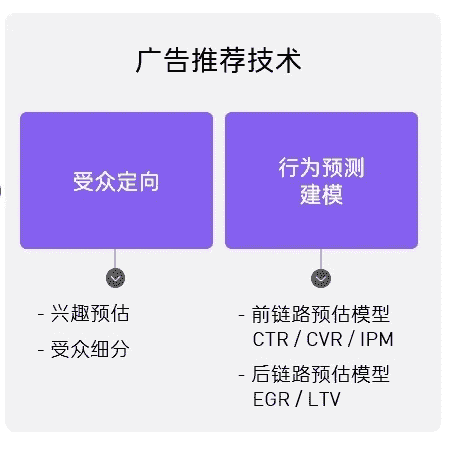 广告推荐技术
受众定向
行为预测
建模
- 兴趣预估
- 受众细分
- 前链路预估模型
CTR / CVR / IPM
- 后链路预估模型
EGR / LTV